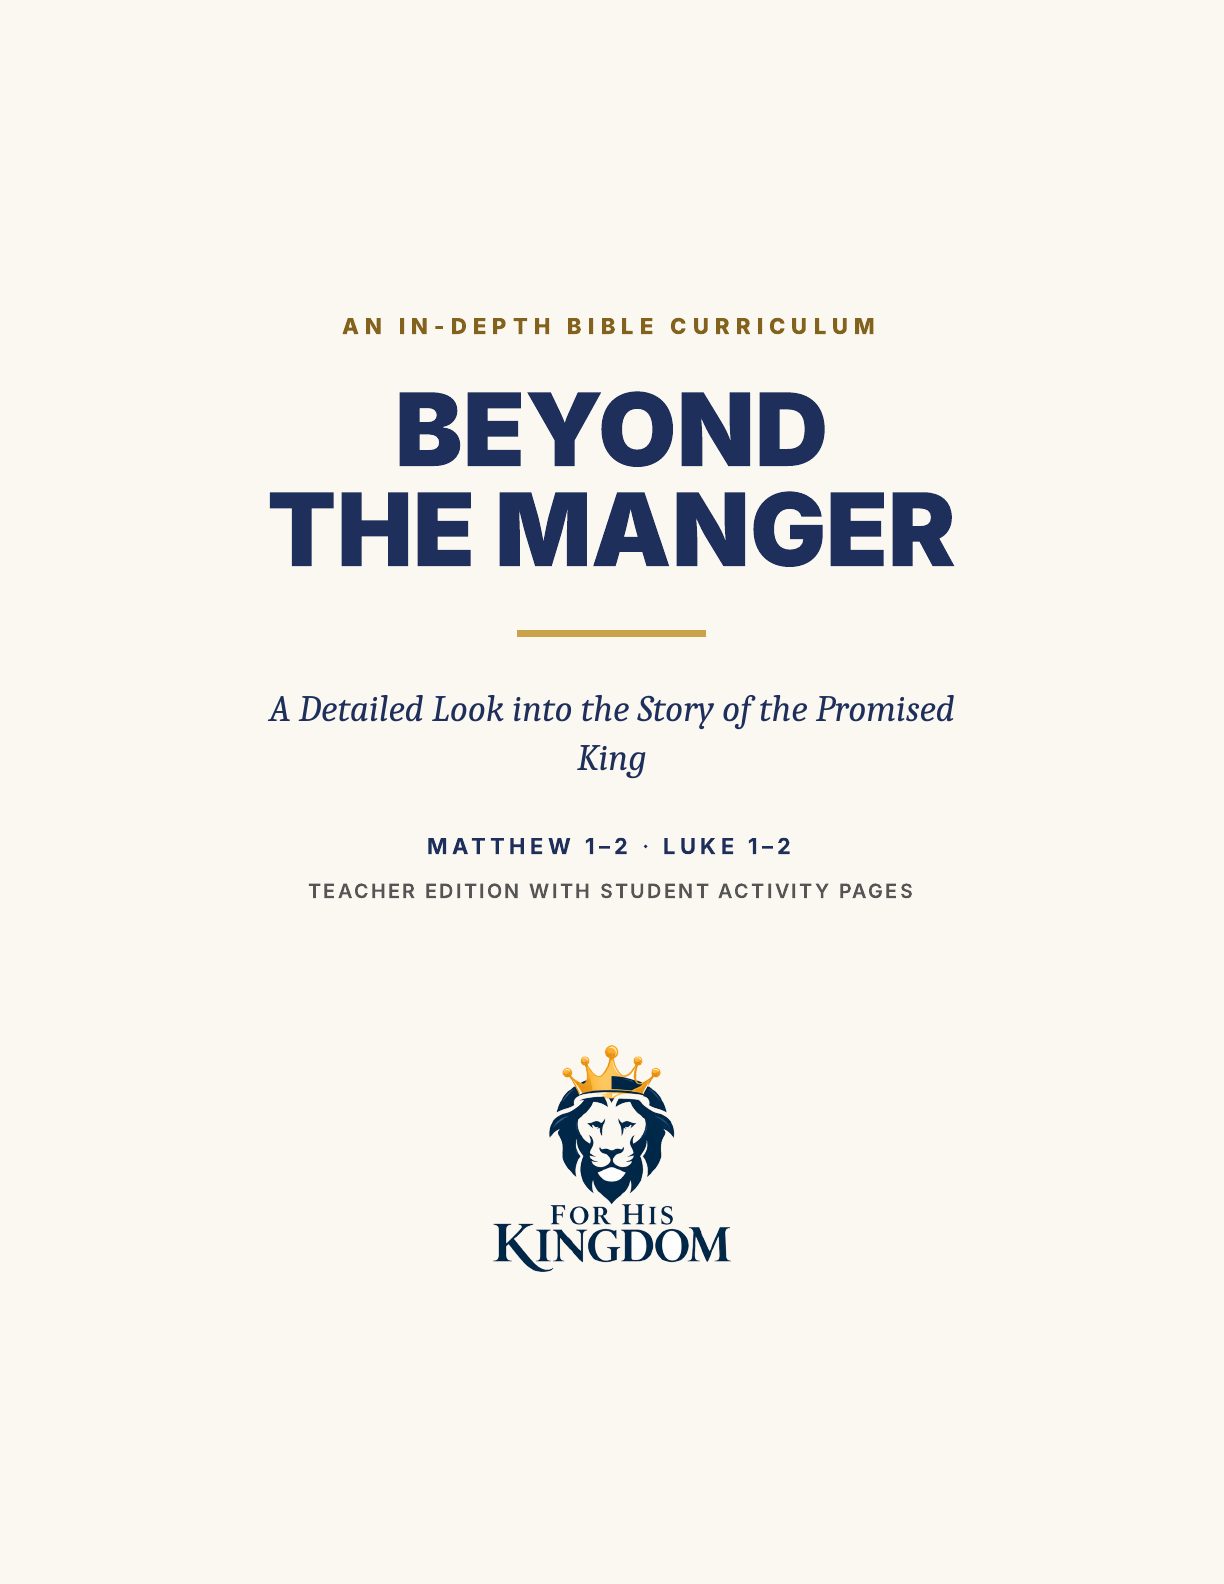 AN IN-DEPTH BIBLE CURRICULUM
BEYOND
THE MANGER
A Detailed Look into the Story of the Promised
King
MATTHEW 1–2 · LUKE 1–2
TEACHER EDITION WITH STUDENT ACTIVITY PAGES
FOR HIS
KINGDOM